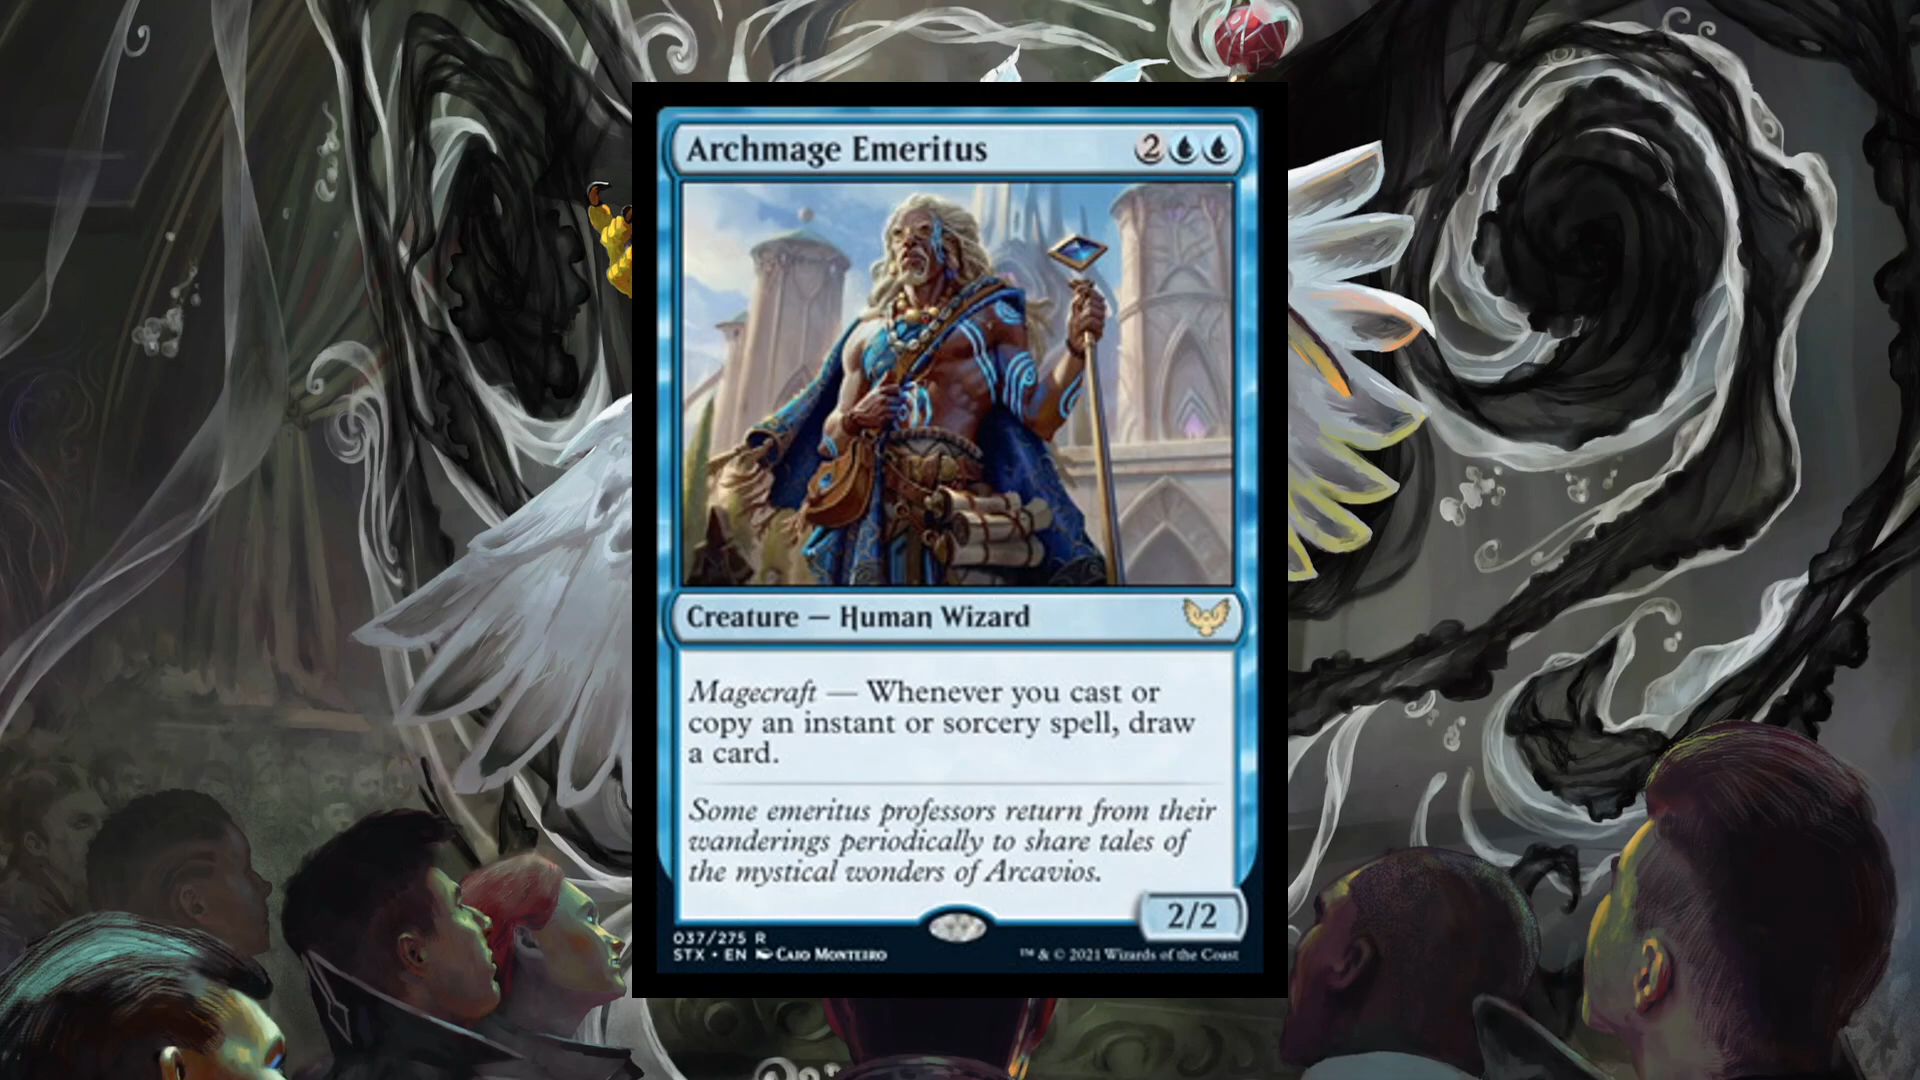 Archmage Emeritus 2
Creature — Human Wizard
Magecraft — Whenever you cast or
copy an instant or sorcery spell, draw
a card.
Some emeritus professors return from their
wanderings periodically to share tales of
the mystical wonders of Arcavios.
2/2
037/275 R
STX • EN Caio Monteiro
™ & © 2021 Wizards of the Coast